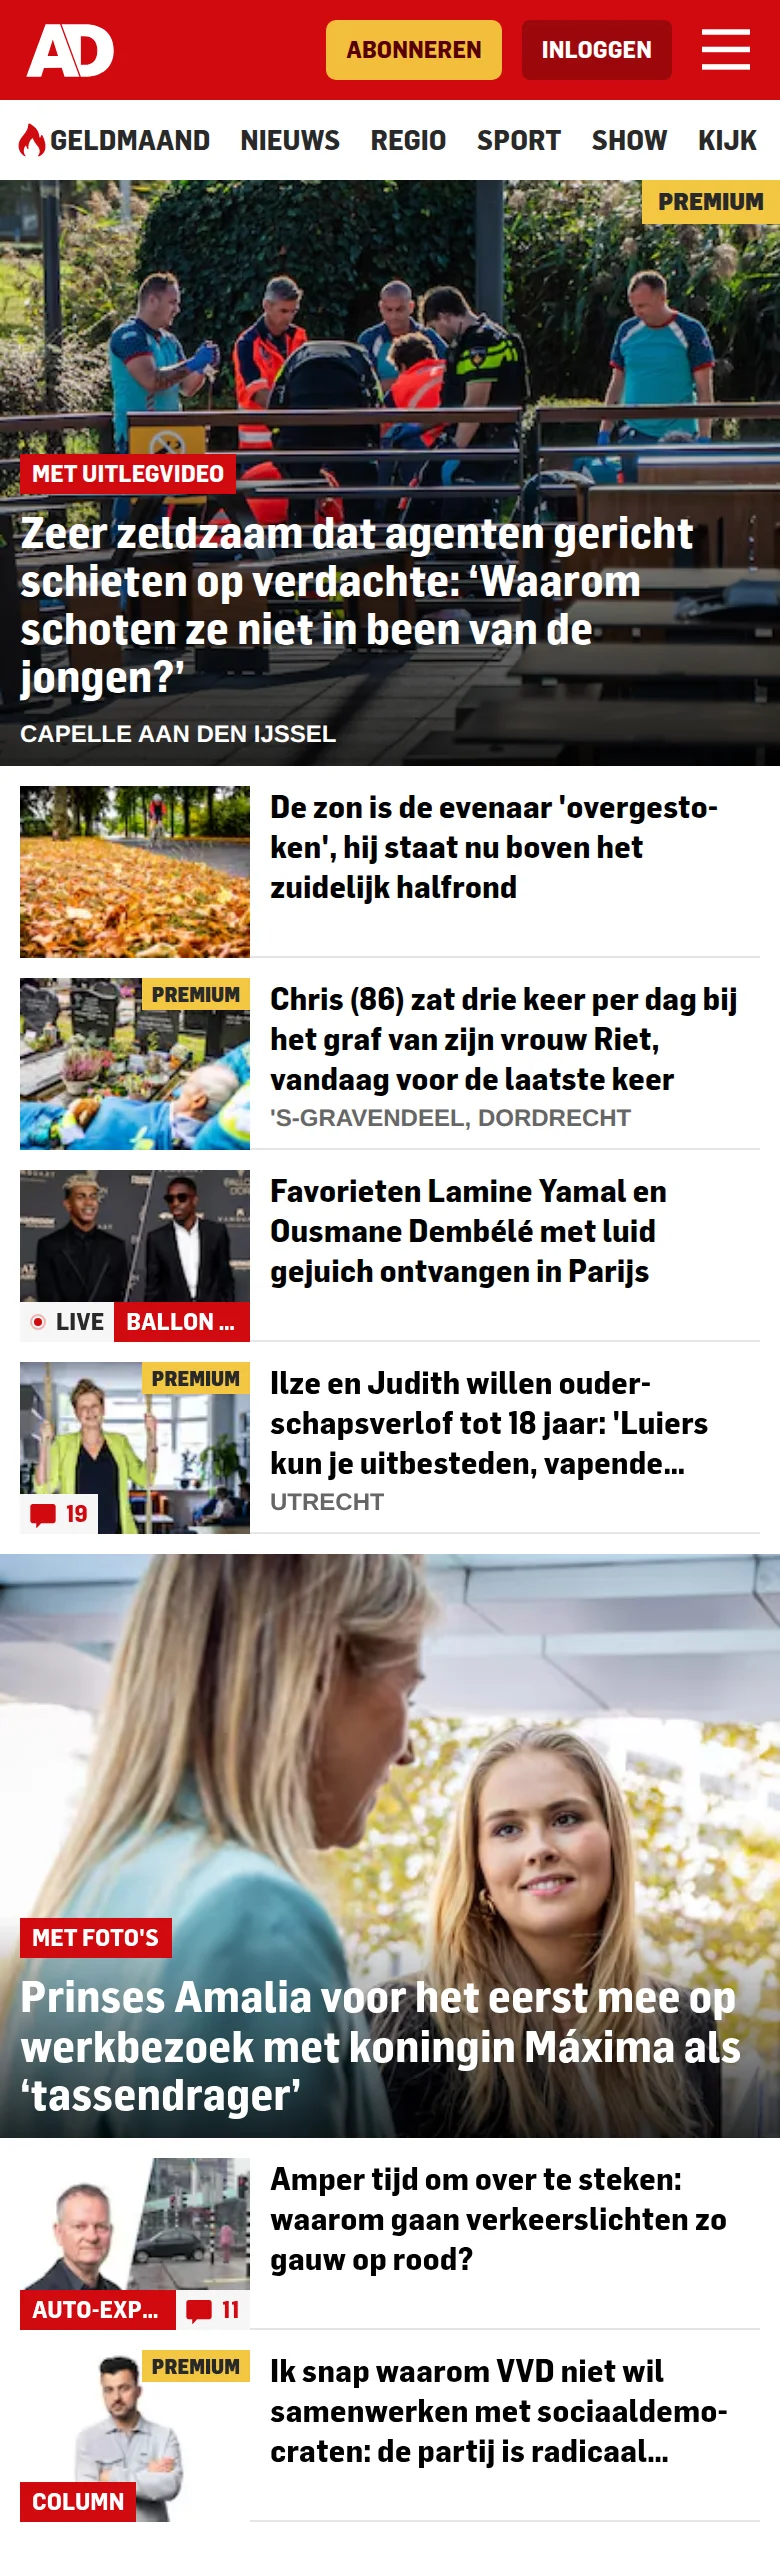 AD
ABONNEREN
INLOGGEN
GELDMAAND NIEUWS REGIO SPORT SHOW KIJK
PREMIUM
MET UITLEGVIDEO
Zeer zeldzaam dat agenten gericht
schieten op verdachte: ‘Waarom
schoten ze niet in been van de
jongen?’
CAPELLE AAN DEN IJSSEL
De zon is de evenaar 'overgesto-
ken', hij staat nu boven het
zuidelijk halfrond
PREMIUM
Chris (86) zat drie keer per dag bij
het graf van zijn vrouw Riet,
vandaag voor de laatste keer
'S-GRAVENDEEL, DORDRECHT
LIVE
BALLON ...
Favorieten Lamine Yamal en
Ousmane Dembélé met luid
gejuich ontvangen in Parijs
PREMIUM
19
Ilze en Judith willen ouder-
schapsverlof tot 18 jaar: 'Luiers
kun je uitbesteden, vapende...
UTRECHT
MET FOTO'S
Prinses Amalia voor het eerst mee op
werkbezoek met koningin Máxima als
‘tassendrager’
AUTO-EXP...
11
Amper tijd om over te steken:
waarom gaan verkeerslichten zo
gauw op rood?
PREMIUM
COLUMN
Ik snap waarom VVD niet wil
samenwerken met sociaaldemo-
craten: de partij is radicaal...